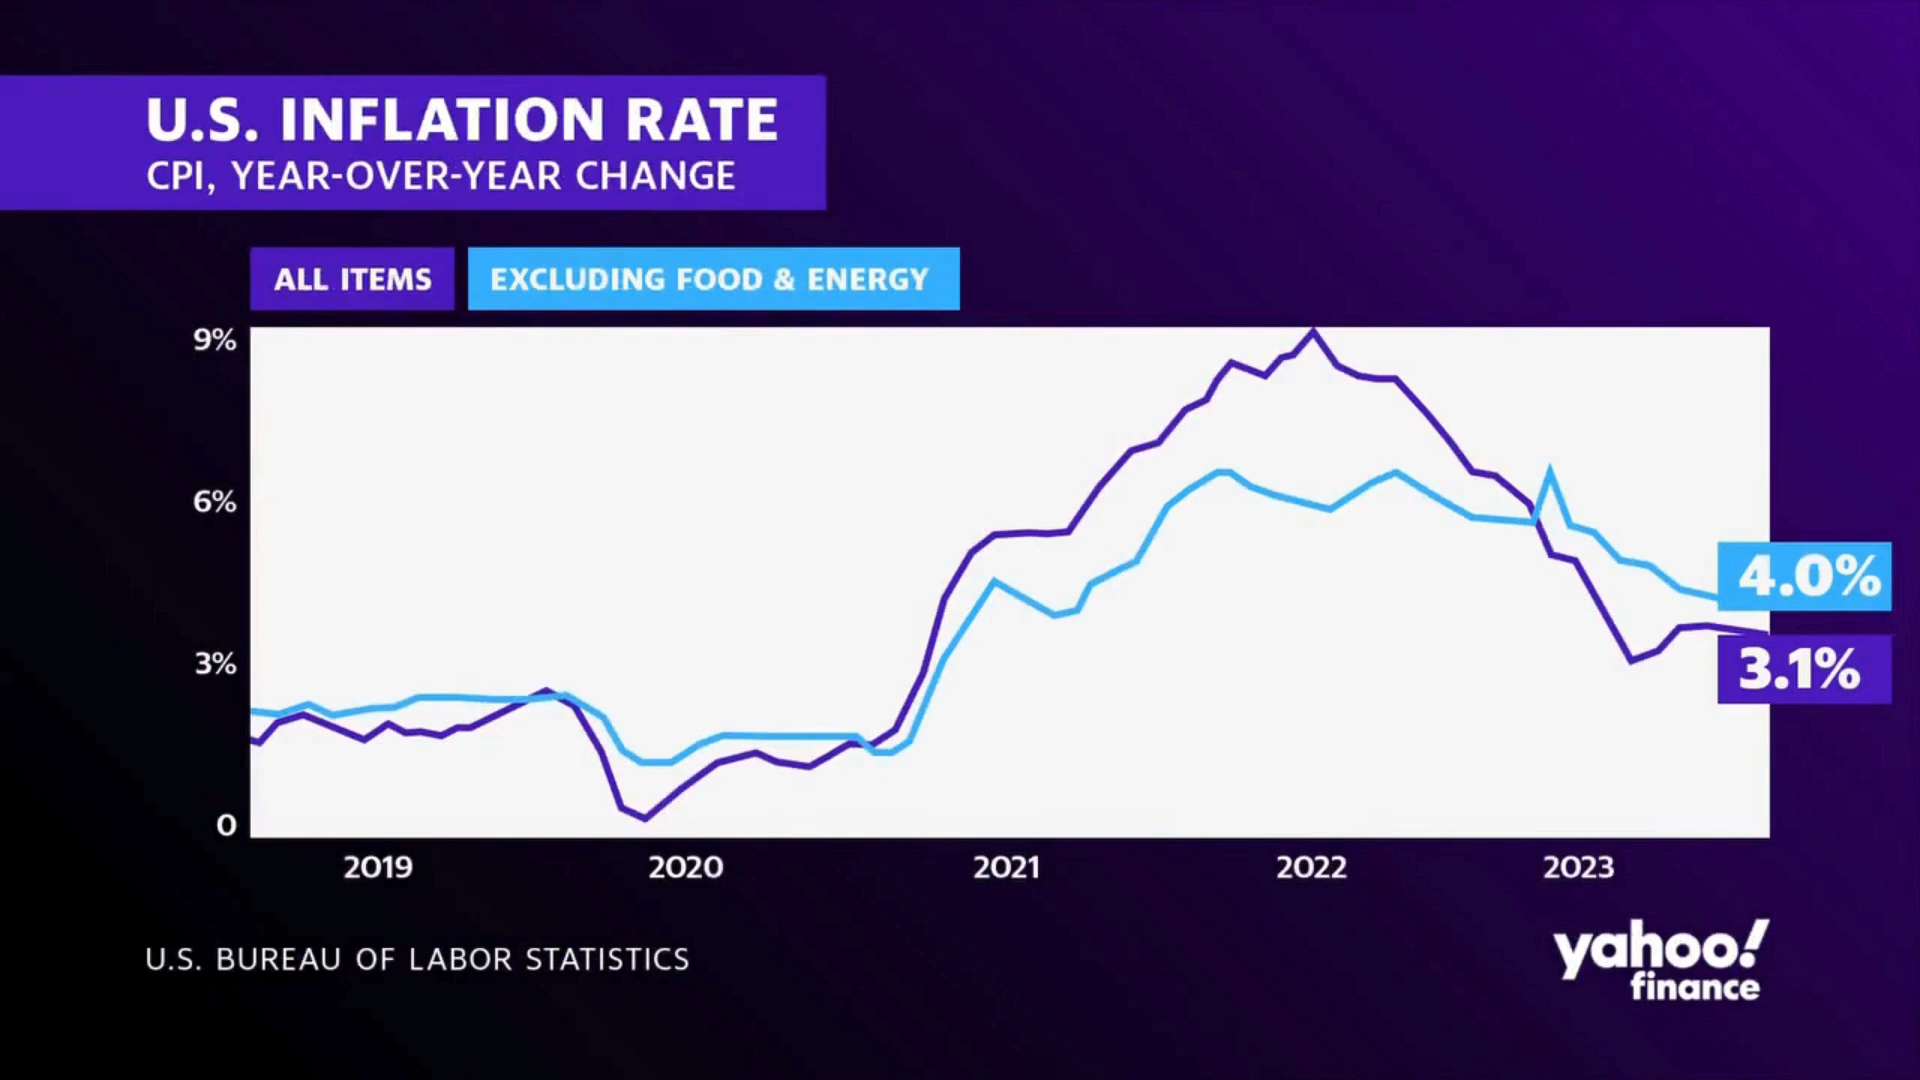 U.S. INFLATION RATE
CPI, YEAR-OVER-YEAR CHANGE
ALL ITEMS EXCLUDING FOOD & ENERGY
9%
6%
4.0%
3%
3.1%
0
2019 2020 2021 2022 2023
U.S. BUREAU OF LABOR STATISTICS
yahoo!
finance